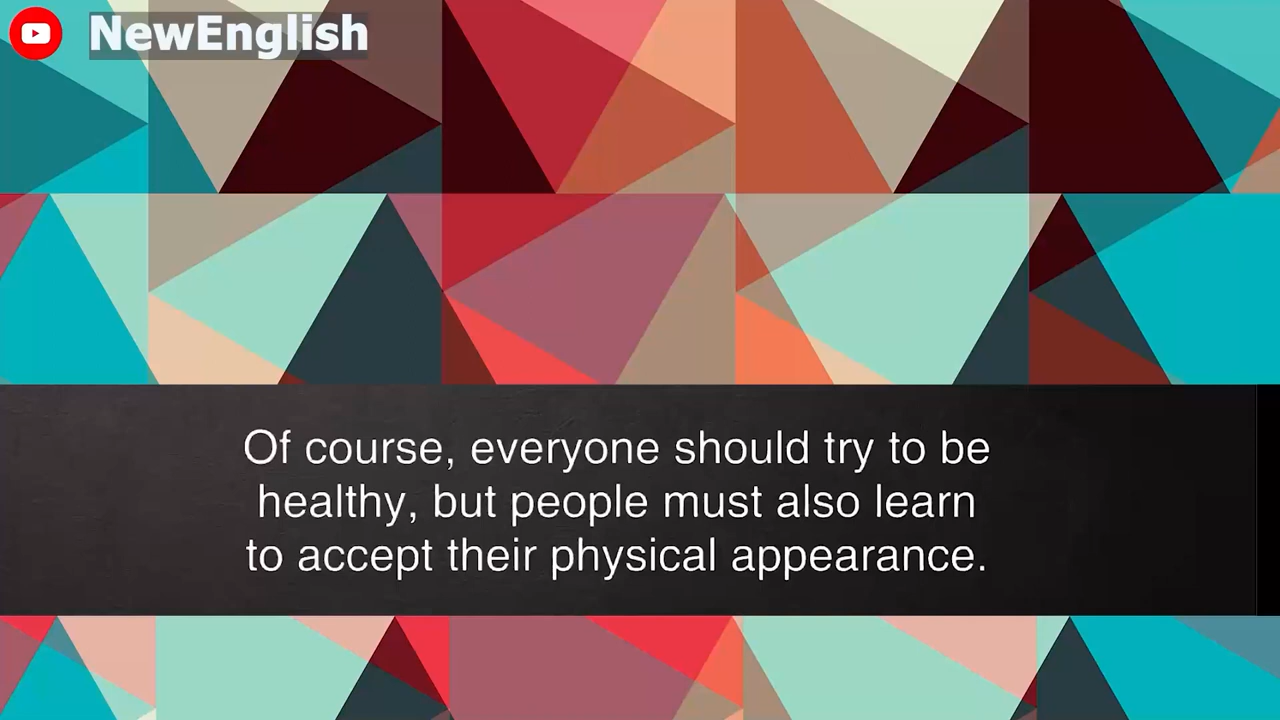 NewEnglish
Of course, everyone should try to be
healthy, but people must also learn
to accept their physical appearance.